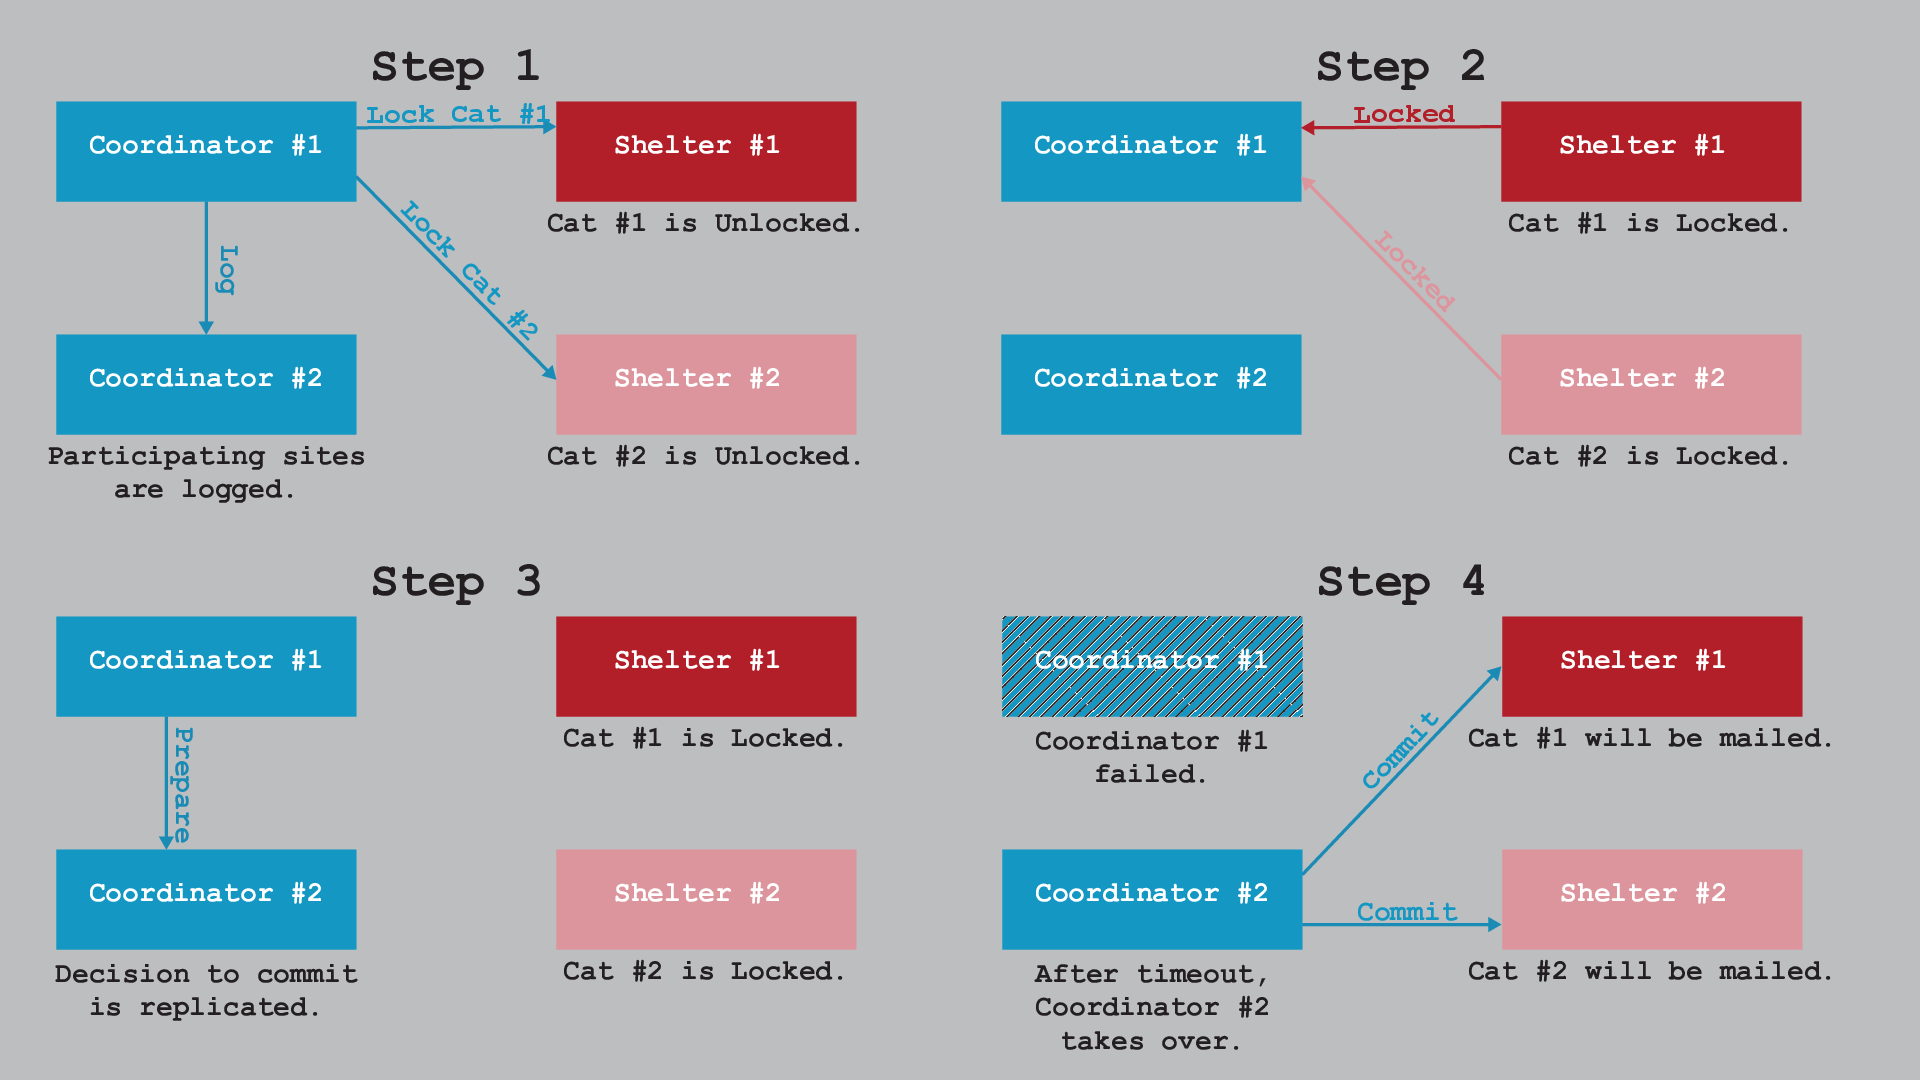 Step 1
Coordinator #1
Lock Cat #1
Shelter #1
Cat #1 is Unlocked.
Log
Lock Cat #2
Coordinator #2
Shelter #2
Participating sites
are logged.
Cat #2 is Unlocked.
Step 2
Coordinator #1
Locked
Shelter #1
Cat #1 is Locked.
Locked
Coordinator #2
Shelter #2
Cat #2 is Locked.
Step 3
Coordinator #1
Shelter #1
Cat #1 is Locked.
Prepare
Coordinator #2
Shelter #2
Decision to commit
is replicated.
Cat #2 is Locked.
Step 4
Coordinator #1
Shelter #1
Coordinator #1
failed.
Cat #1 will be mailed.
Commit
Coordinator #2
Commit
Shelter #2
After timeout,
Coordinator #2
takes over.
Cat #2 will be mailed.